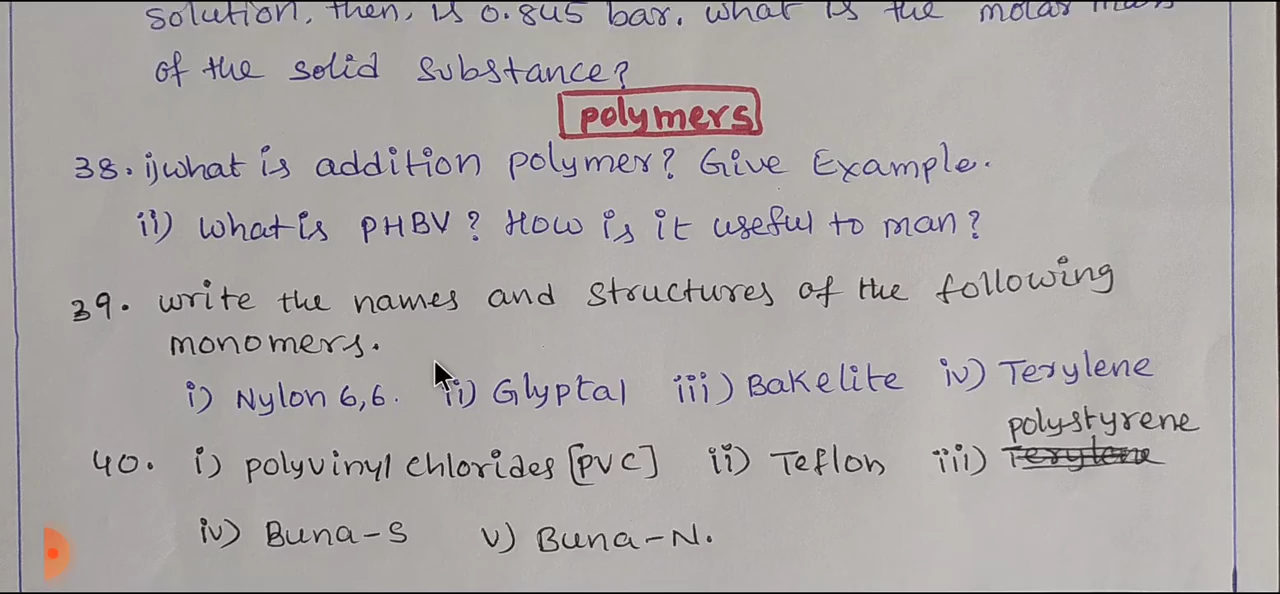 solution, then, is 0.845 bar. what is the molar mass
of the solid substance?
polymers
38. i) what is addition polymer? Give Example.
ii) what is PHBV? How is it useful to man?
39. write the names and structures of the following
monomers.
i) Nylon 6,6. ii) Glyptal iii) Bakelite iv) Terylene
polystyrene
40. i) polyvinyl chlorides [PVC] ii) Teflon iii) Terylene
iv) Buna-S v) Buna-N.